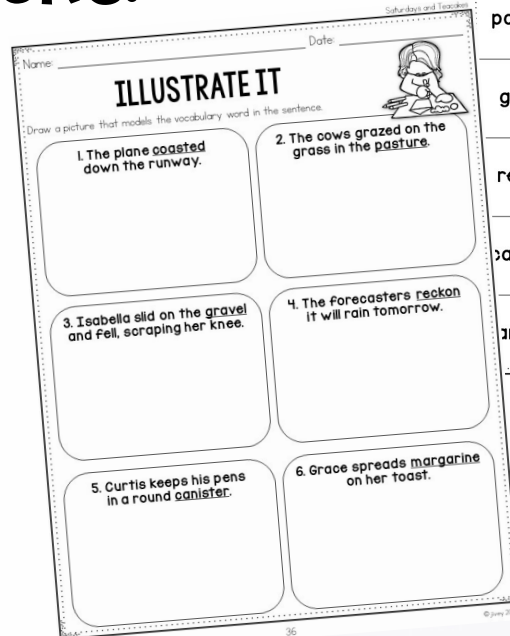 Saturdays and Teacakes
Name:
Date:
ILLUSTRATE IT
Draw a picture that models the vocabulary word in the sentence.
1. The plane coasted
down the runway.
2. The cows grazed on the
grass in the pasture.
3. Isabella slid on the gravel
and fell, scraping her knee.
4. The forecasters reckon
it will rain tomorrow.
5. Curtis keeps his pens
in a round canister.
6. Grace spreads margarine
on her toast.
36